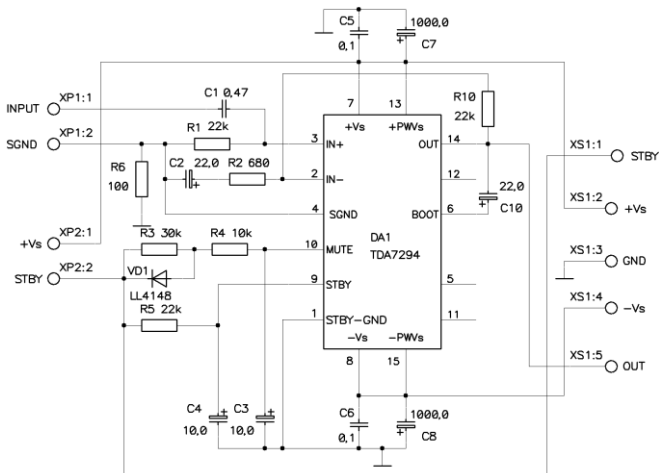 C5
0,1
1000,0
C7
XP1:1
INPUT
C1 0,47
XP1:2
SGND
R1 22k
R10
22k
7
13
+Vs
+PWVs
3
IN+
OUT
14
XS1:1
STBY
C2
22,0
R2 680
R6
100
2
IN-
12
22,0
C10
XS1:2
+Vs
4
SGND
BOOT
6
XP2:1
+Vs
R3 30k
R4 10k
10
MUTE
DA1
TDA7294
XS1:3
GND
XP2:2
STBY
VD1
LL4148
9
STBY
5
XS1:4
-Vs
R5 22k
1
STBY-GND
11
-Vs
-PWVs
8
15
XS1:5
OUT
C4
10,0
C3
10,0
C6
0,1
1000,0
C8